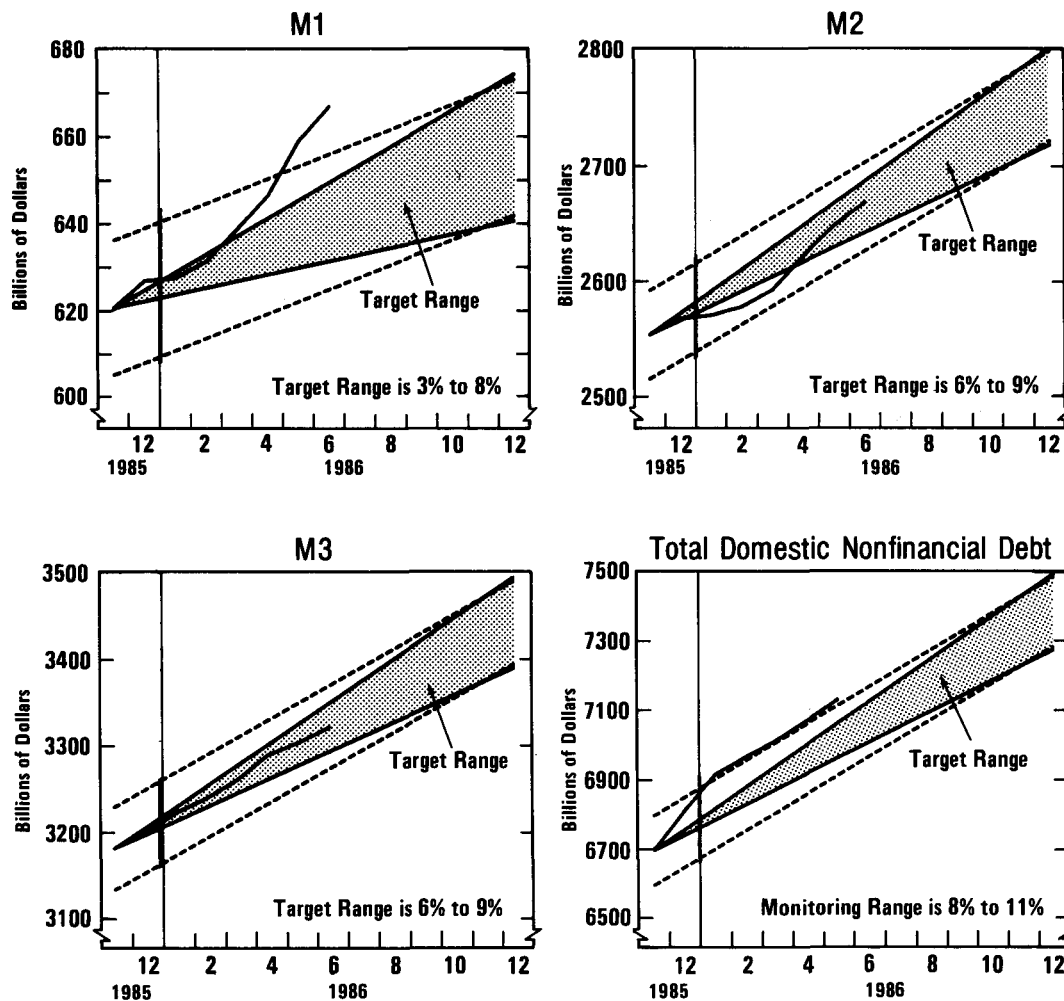 M1
680
660
640
620
600
Billions of Dollars
Target Range
Target Range is 3% to 8%
12 2 4 6 8 10 12
1985 1986
M2
2800
2700
2600
2500
Billions of Dollars
Target Range
Target Range is 6% to 9%
12 2 4 6 8 10 12
1985 1986
M3
3500
3400
3300
3200
3100
Billions of Dollars
Target Range
Target Range is 6% to 9%
12 2 4 6 8 10 12
1985 1986
Total Domestic Nonfinancial Debt
7500
7300
7100
6900
6700
6500
Billions of Dollars
Target Range
Monitoring Range is 8% to 11%
12 2 4 6 8 10 12
1985 1986